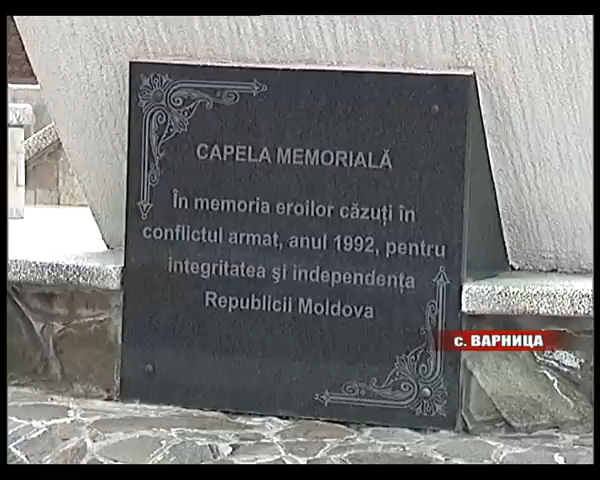 CAPELA MEMORIALĂ
În memoria eroilor căzuți în
conflictul armat, anul 1992, pentru
integritatea și independența
Republicii Moldova
с. ВАРНИЦА